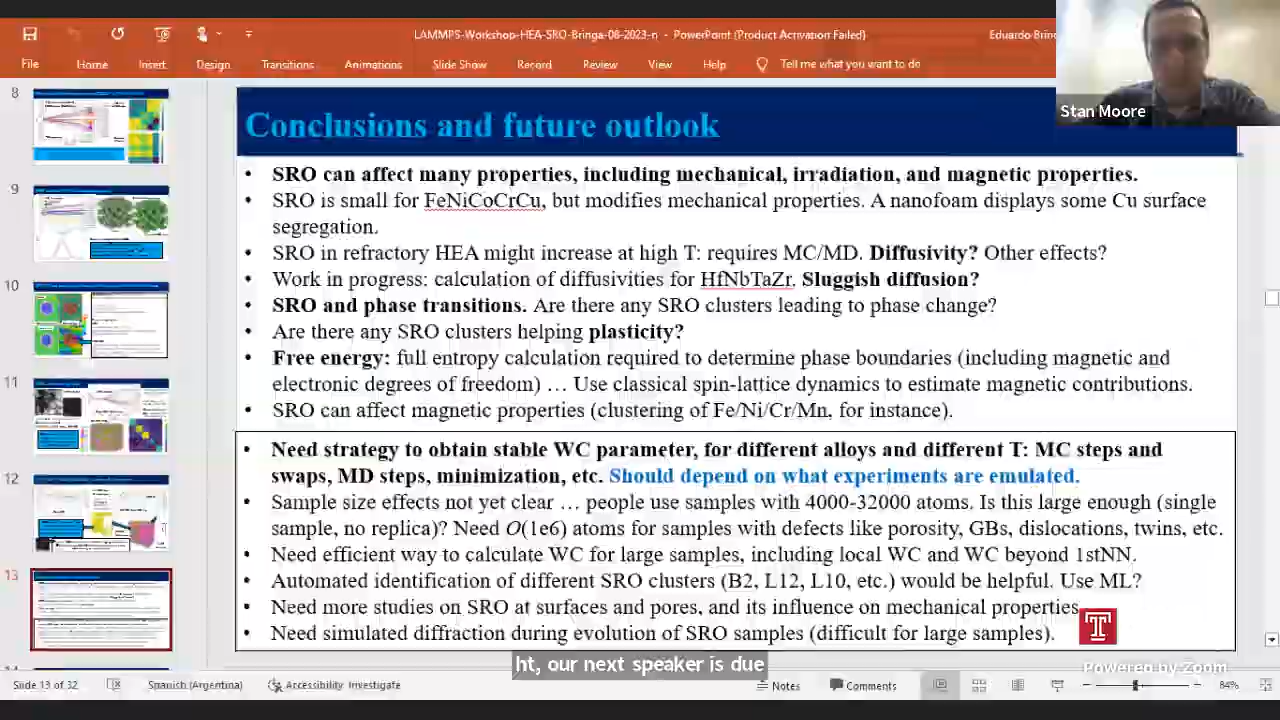 LAMMPS-Workshop-HEA-SRO-Bringa-08-2023-n - PowerPoint (Product Activation Failed)
Eduardo Brin
File Home Insert Design Transitions Animations Slide Show Record Review View Help Tell me what you want to do
Stan Moore
8
9
10
11
12
13
Conclusions and future outlook
• SRO can affect many properties, including mechanical, irradiation, and magnetic properties.
• SRO is small for FeNiCoCrCu, but modifies mechanical properties. A nanofoam displays some Cu surface
segregation.
• SRO in refractory HEA might increase at high T: requires MC/MD. Diffusivity? Other effects?
• Work in progress: calculation of diffusivities for HfNbTaZr. Sluggish diffusion?
• SRO and phase transitions. Are there any SRO clusters leading to phase change?
• Are there any SRO clusters helping plasticity?
• Free energy: full entropy calculation required to determine phase boundaries (including magnetic and
electronic degrees of freedom) … Use classical spin-lattice dynamics to estimate magnetic contributions.
• SRO can affect magnetic properties (clustering of Fe/Ni/Cr/Mn, for instance).
• Need strategy to obtain stable WC parameter, for different alloys and different T: MC steps and
swaps, MD steps, minimization, etc. Should depend on what experiments are emulated.
• Sample size effects not yet clear … people use samples with 4000-32000 atoms. Is this large enough (single
sample, no replica)? Need O(1e6) atoms for samples with defects like porosity, GBs, dislocations, twins, etc.
• Need efficient way to calculate WC for large samples, including local WC and WC beyond 1stNN.
• Automated identification of different SRO clusters (B2, L12, L10, etc.) would be helpful. Use ML?
• Need more studies on SRO at surfaces and pores, and its influence on mechanical properties.
• Need simulated diffraction during evolution of SRO samples (difficult for large samples).
ht, our next speaker is due
Powered by Zoom
Slide 13 of 32 Spanish (Argentina) Accessibility: Investigate Notes Comments 84%